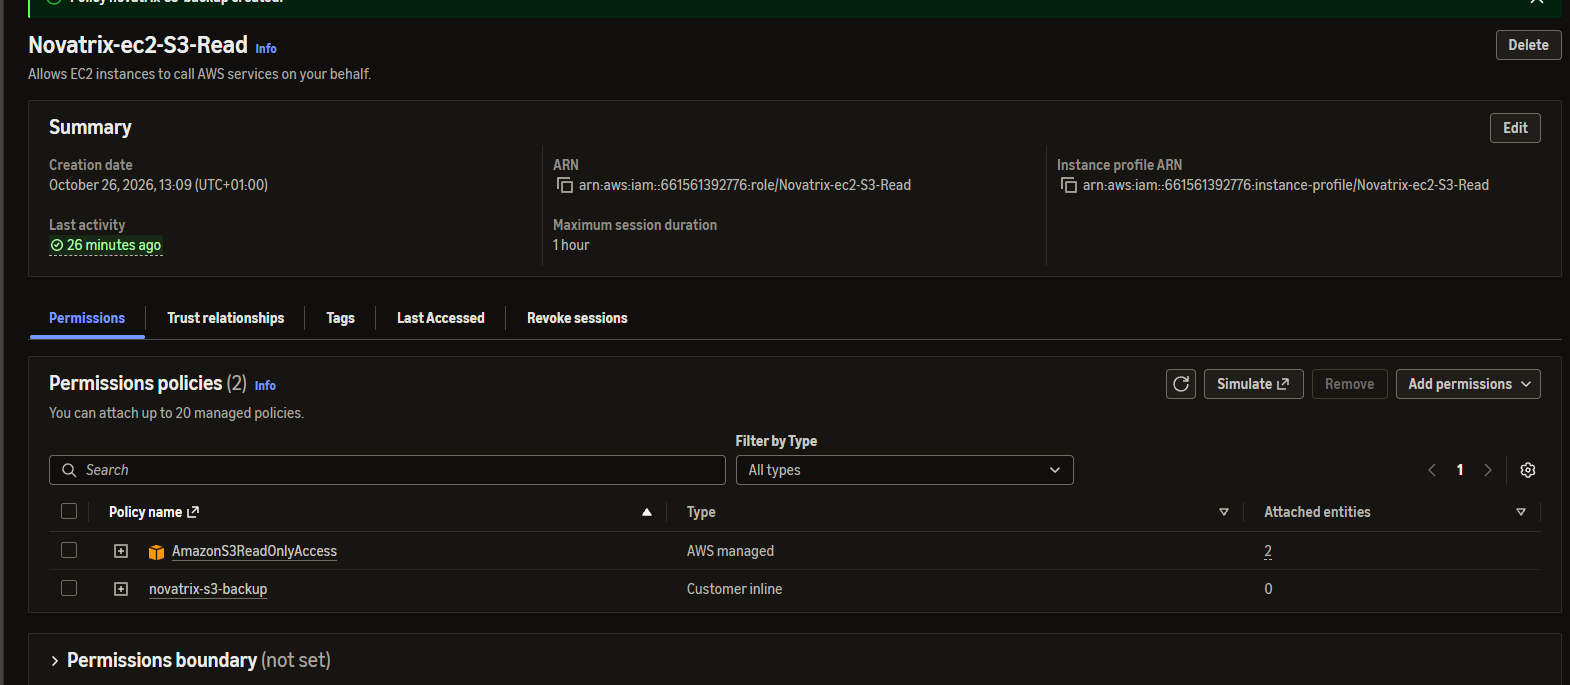 Policy novatrix-s3-backup created.
Novatrix-ec2-S3-Read Info
Delete
Allows EC2 instances to call AWS services on your behalf.
Summary
Edit
Creation date
October 26, 2026, 13:09 (UTC+01:00)
ARN
arn:aws:iam::661561392776:role/Novatrix-ec2-S3-Read
Instance profile ARN
arn:aws:iam::661561392776:instance-profile/Novatrix-ec2-S3-Read
Last activity
26 minutes ago
Maximum session duration
1 hour
Permissions
Trust relationships
Tags
Last Accessed
Revoke sessions
Permissions policies (2) Info
Simulate
Remove
Add permissions
You can attach up to 20 managed policies.
Filter by Type
Search
All types
1
Policy name
Type
Attached entities
AmazonS3ReadOnlyAccess
AWS managed
2
novatrix-s3-backup
Customer inline
0
Permissions boundary (not set)